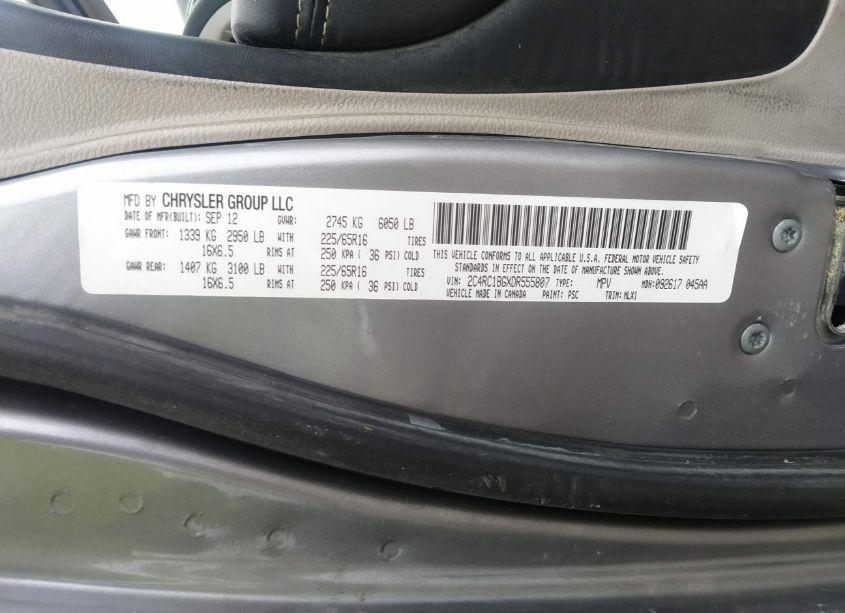 MFD BY CHRYSLER GROUP LLC
DATE OF MFR(BUILT): SEP 12 GVWR: 2745 KG 6050 LB
GAWR FRONT: 1339 KG 2950 LB WITH 225/65R16 TIRES
16X6.5 RIMS AT 250 KPA ( 36 PSI) COLD
GAWR REAR: 1407 KG 3100 LB WITH 225/65R16 TIRES
16X6.5 RIMS AT 250 KPA ( 36 PSI) COLD
THIS VEHICLE CONFORMS TO ALL APPLICABLE U.S.A. FEDERAL MOTOR VEHICLE SAFETY
STANDARDS IN EFFECT ON THE DATE OF MANUFACTURE SHOWN ABOVE.
VIN: 2C4RC1BGXDR555807 TYPE: MPV MDH: 092617 045AA
VEHICLE MADE IN CANADA PAINT: PSC TRIM: MLX1